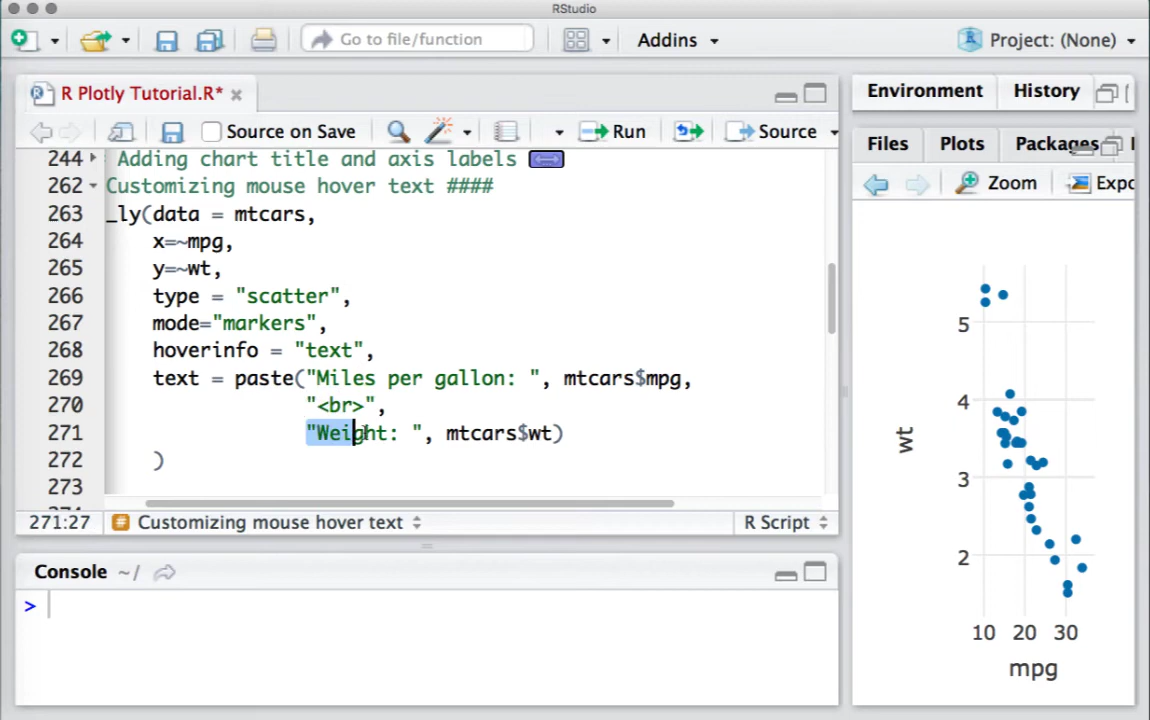 RStudio
Go to file/function
Addins
Project: (None)
R Plotly Tutorial.R*
Environment
History
Source on Save
Run
Source
Files
Plots
Packages
Zoom
Expo
244 Adding chart title and axis labels
262 Customizing mouse hover text ####
263 _ly(data = mtcars,
264 x=~mpg,
265 y=~wt,
266 type = "scatter",
267 mode="markers",
268 hoverinfo = "text",
269 text = paste("Miles per gallon: ", mtcars$mpg,
270 "<br>",
271 "Weight: ", mtcars$wt)
272 )
273
271:27 # Customizing mouse hover text
R Script
Console ~/
>
5
4
3
2
wt
10 20 30
mpg